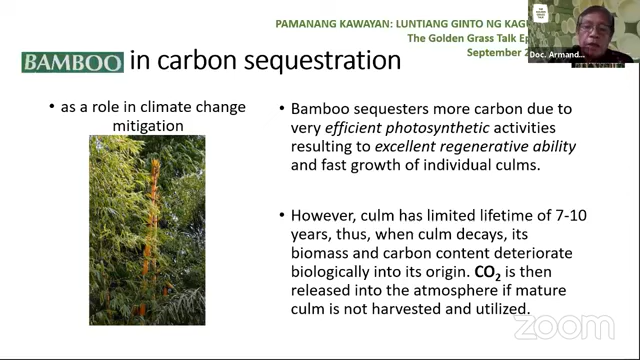 PAMANANG KAWAYAN: LUNTIANG GINTO NG
The Golden Grass Talk
September
BAMBOO in carbon sequestration
• as a role in climate change
mitigation
• Bamboo sequesters more carbon due to
very efficient photosynthetic activities
resulting to excellent regenerative ability
and fast growth of individual culms.
• However, culm has limited lifetime of 7-10
years, thus, when culm decays, its
biomass and carbon content deteriorate
biologically into its origin. CO2 is then
released into the atmosphere if mature
culm is not harvested and utilized.
Doc. Armand...
zoom